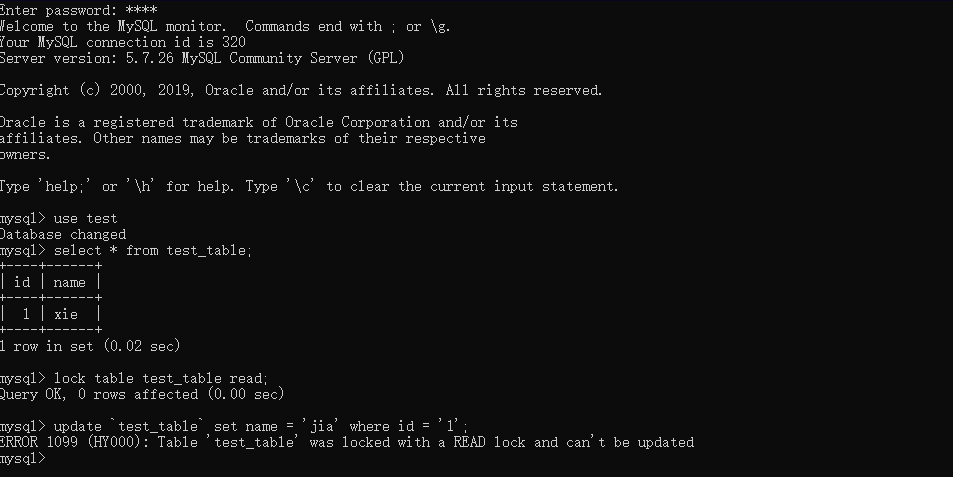 Enter password: ****
Welcome to the MySQL monitor.  Commands end with ; or \g.
Your MySQL connection id is 320
Server version: 5.7.26 MySQL Community Server (GPL)
Copyright (c) 2000, 2019, Oracle and/or its affiliates. All rights reserved.
Oracle is a registered trademark of Oracle Corporation and/or its
affiliates. Other names may be trademarks of their respective
owners.
Type 'help;' or '\h' for help. Type '\c' to clear the current input statement.
mysql> use test
Database changed
mysql> select * from test_table;
+----+------+
| id | name |
+----+------+
|  1 | xie  |
+----+------+
1 row in set (0.02 sec)
mysql> lock table test_table read;
Query OK, 0 rows affected (0.00 sec)
mysql> update `test_table` set name = 'jia' where id = '1';
ERROR 1099 (HY000): Table 'test_table' was locked with a READ lock and can't be updated
mysql>